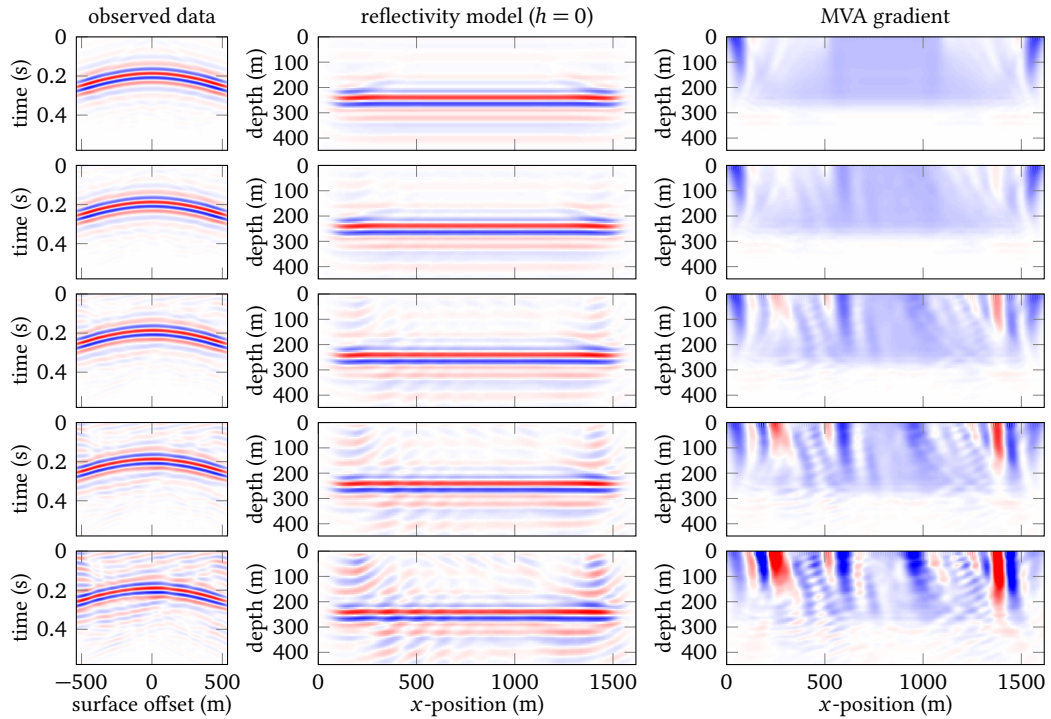 observed data reflectivity model (h = 0) MVA gradient
0 0 0
0.2 100 100
0.4 200 200
300 300
400 400
time (s) depth (m) depth (m)
0 0 0
0.2 100 100
0.4 200 200
300 300
400 400
time (s) depth (m) depth (m)
0 0 0
0.2 100 100
0.4 200 200
300 300
400 400
time (s) depth (m) depth (m)
0 0 0
0.2 100 100
0.4 200 200
300 300
400 400
time (s) depth (m) depth (m)
0 0 0
0.2 100 100
0.4 200 200
300 300
400 400
time (s) depth (m) depth (m)
−500 0 500 0 500 1000 1500 0 500 1000 1500
surface offset (m) x-position (m) x-position (m)